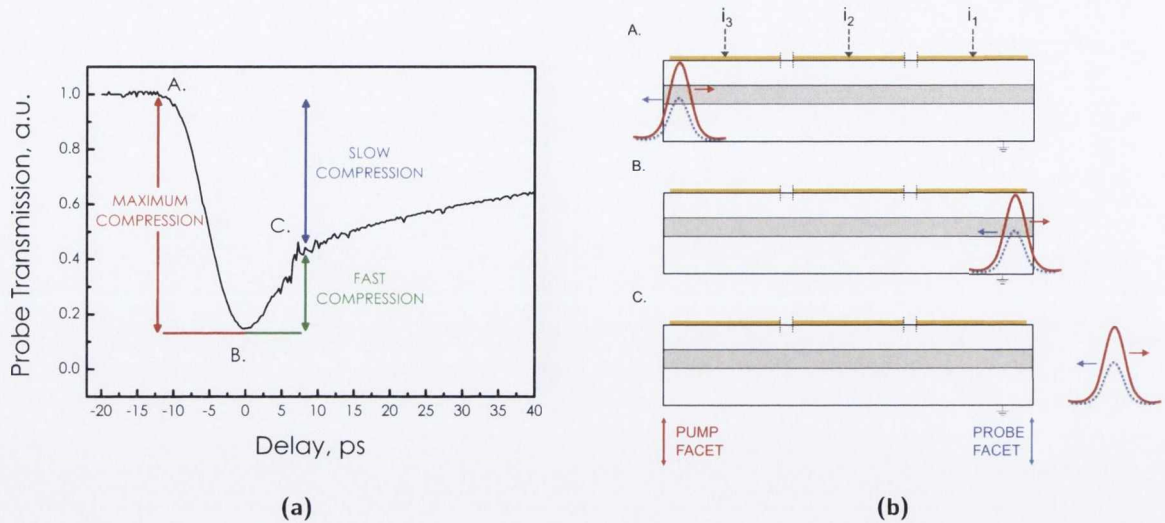 1.0
0.8
0.6
0.4
0.2
0.0
Probe Transmission, a.u.
A.
MAXIMUM
COMPRESSION
SLOW
COMPRESSION
C.
FAST
COMPRESSION
B.
-20 -15 -10 -5 0 5 10 15 20 25 30 35 40
Delay, ps
(a)
i3 i2 i1
A.
B.
C.
PUMP
FACET
PROBE
FACET
(b)